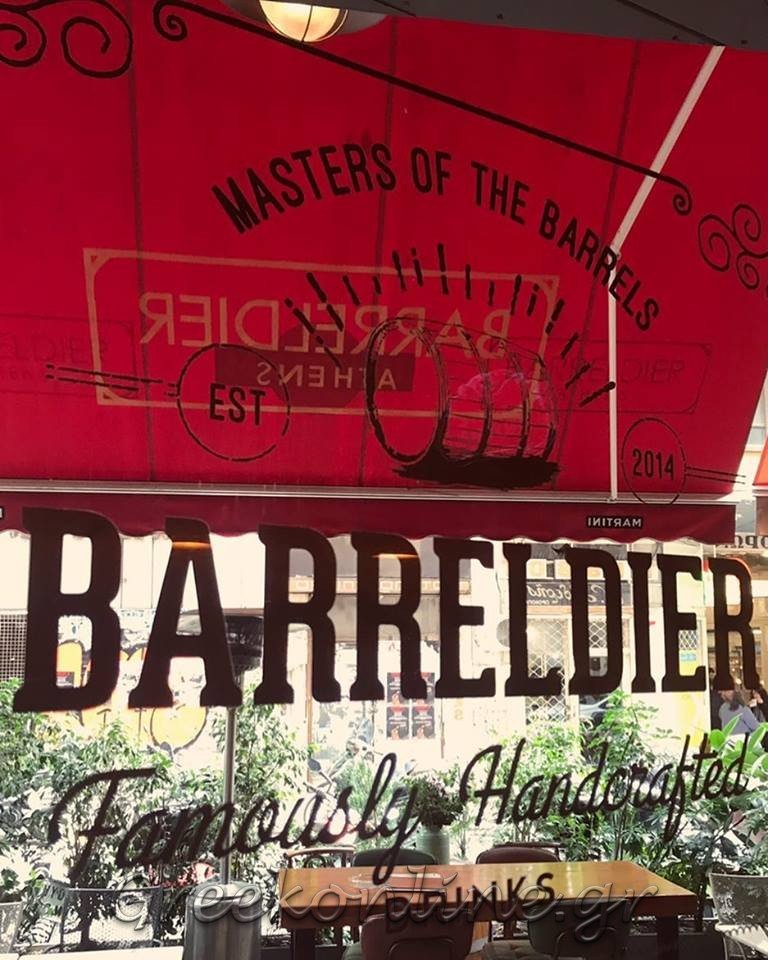 MASTERS OF THE BARRELS
BARRELDIER
ATHENS
EST
2014
MARTINI
BARRELDIER
Famously Handcrafted
DRINKS
Greekonline.gr